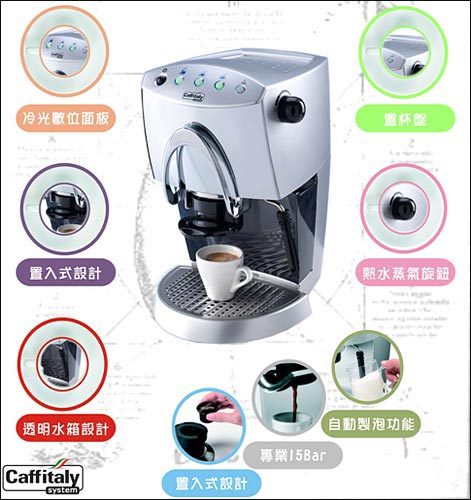 冷光數位面板
置杯盤
Caffitaly
system
置入式設計
熱水蒸氣旋鈕
透明水箱設計
自動製泡功能
專業15Bar
置入式設計
Caffitaly
system